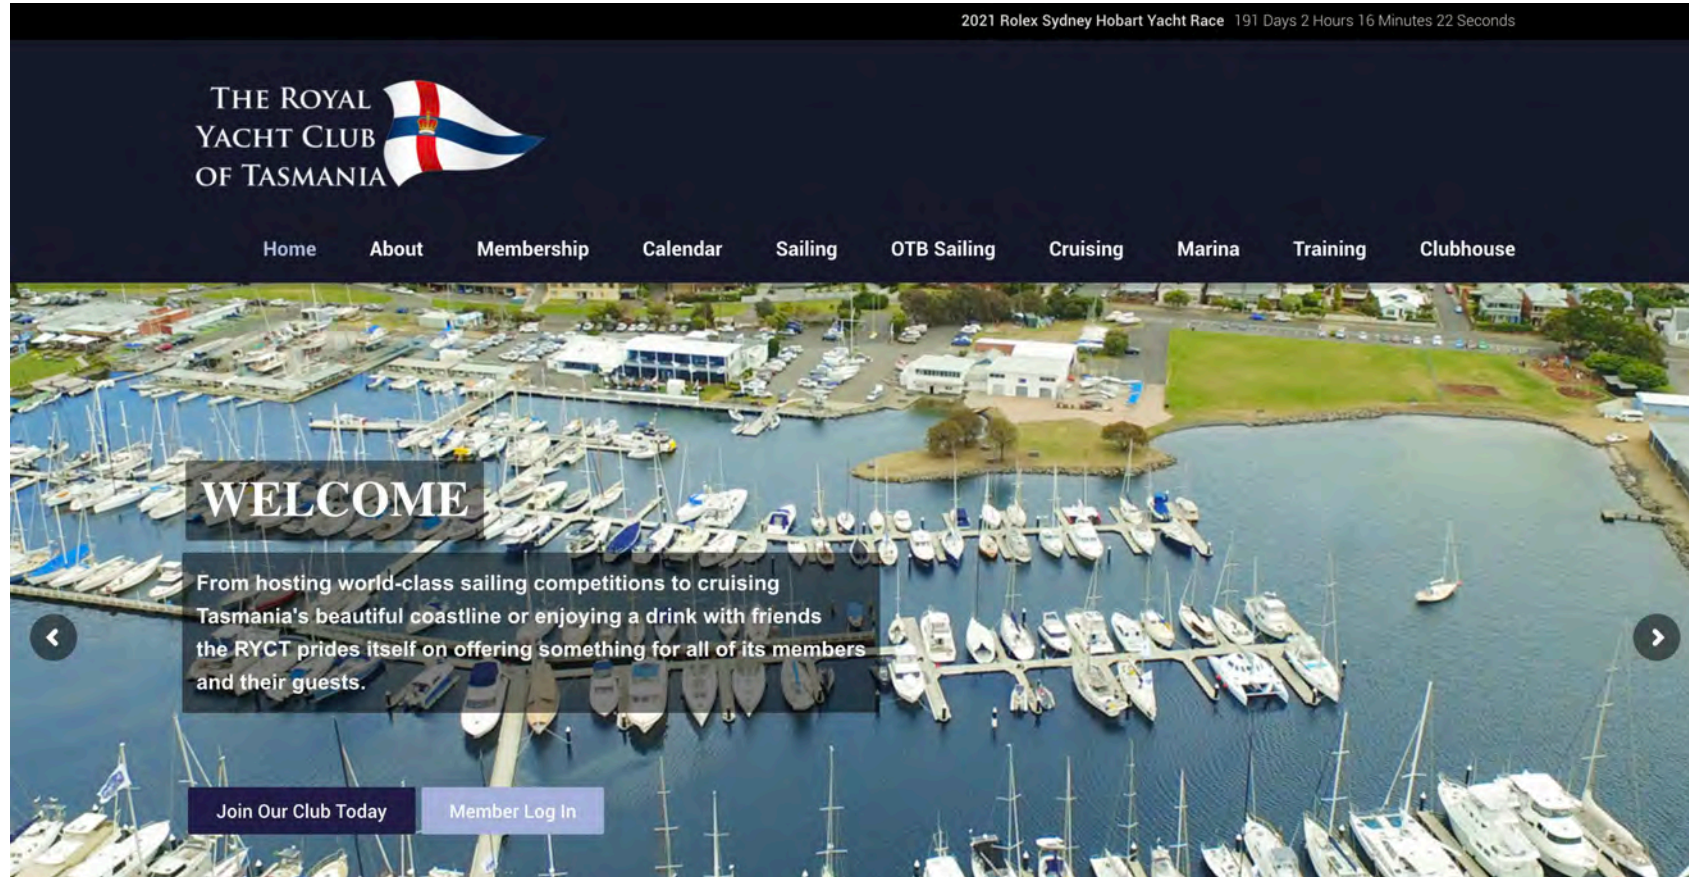 2021 Rolex Sydney Hobart Yacht Race 191 Days 2 Hours 16 Minutes 22 Seconds
THE ROYAL
YACHT CLUB
OF TASMANIA
Home About Membership Calendar Sailing OTB Sailing Cruising Marina Training Clubhouse
WELCOME
From hosting world-class sailing competitions to cruising
Tasmania's beautiful coastline or enjoying a drink with friends
the RYCT prides itself on offering something for all of its members
and their guests.
Join Our Club Today Member Log In